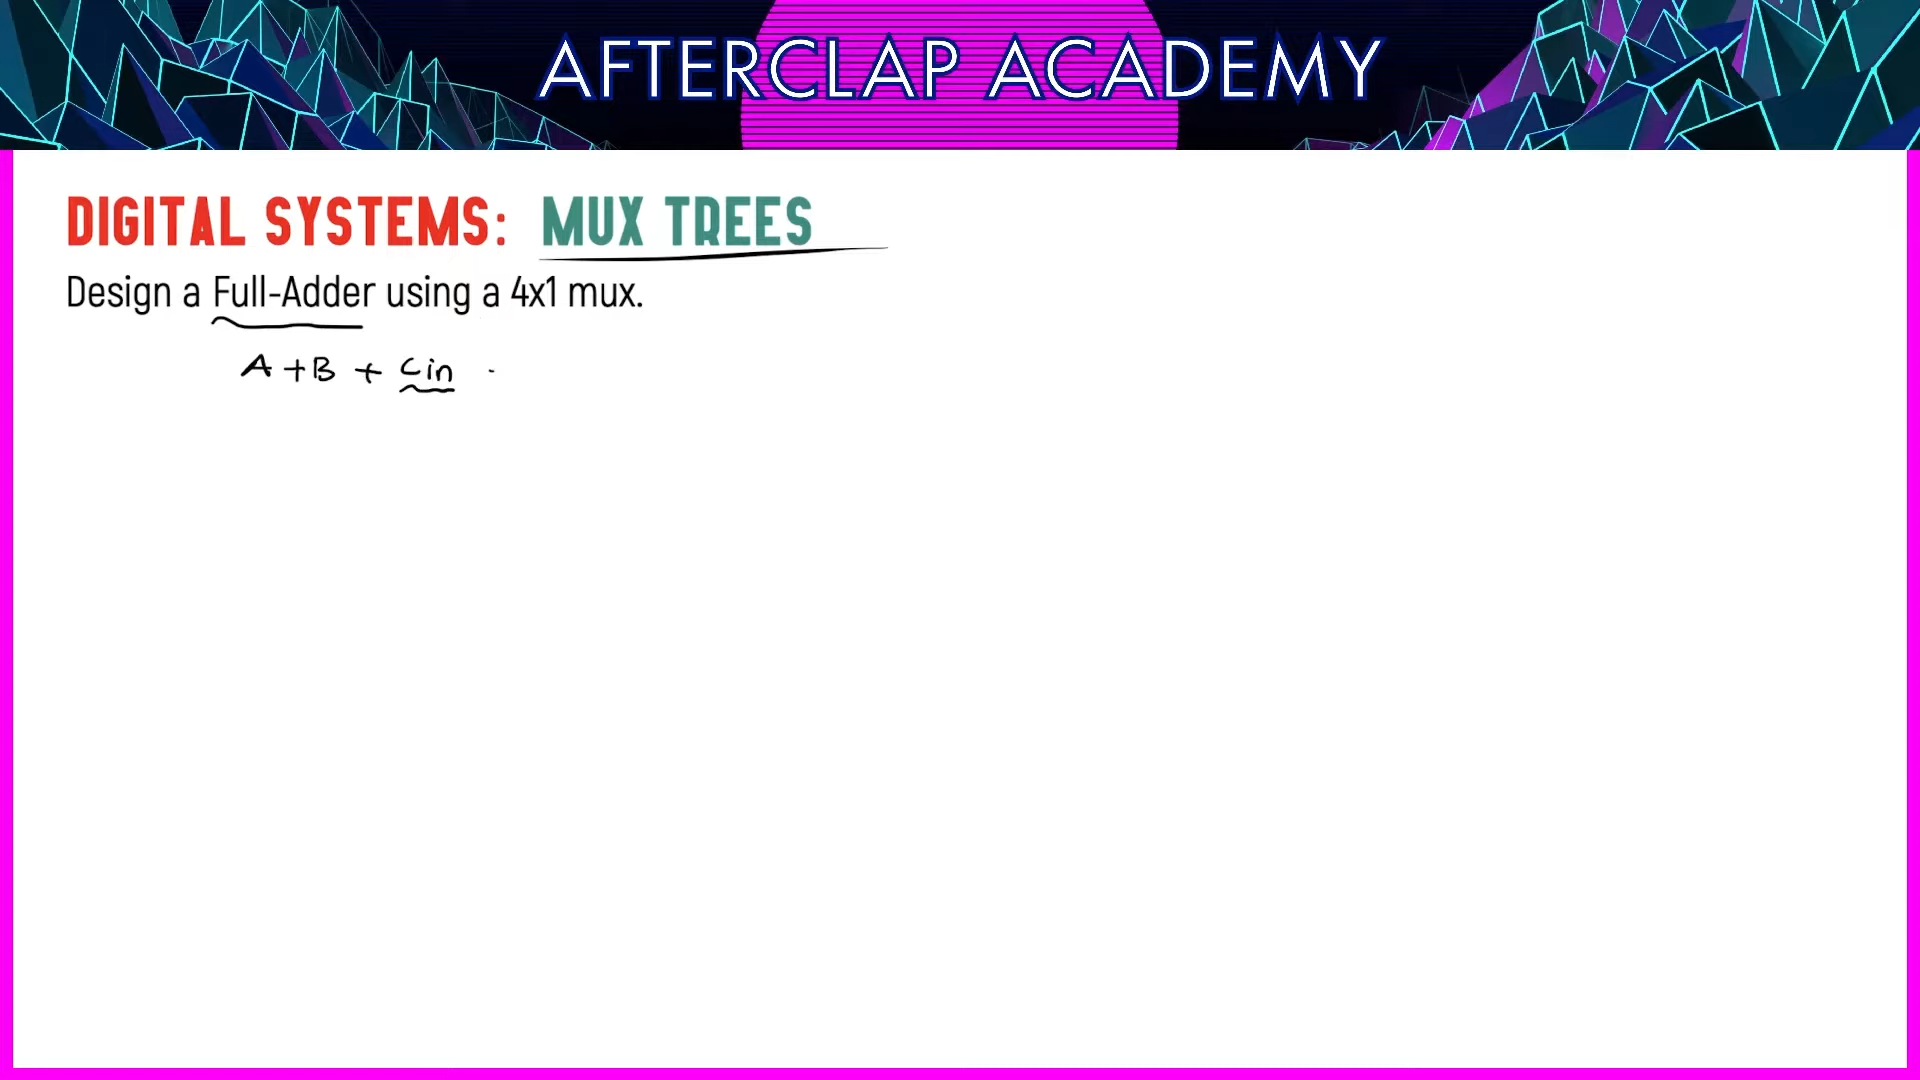 AFTERCLAP ACADEMY
DIGITAL SYSTEMS: MUX TREES
Design a Full-Adder using a 4x1 mux.
A + B + Cin